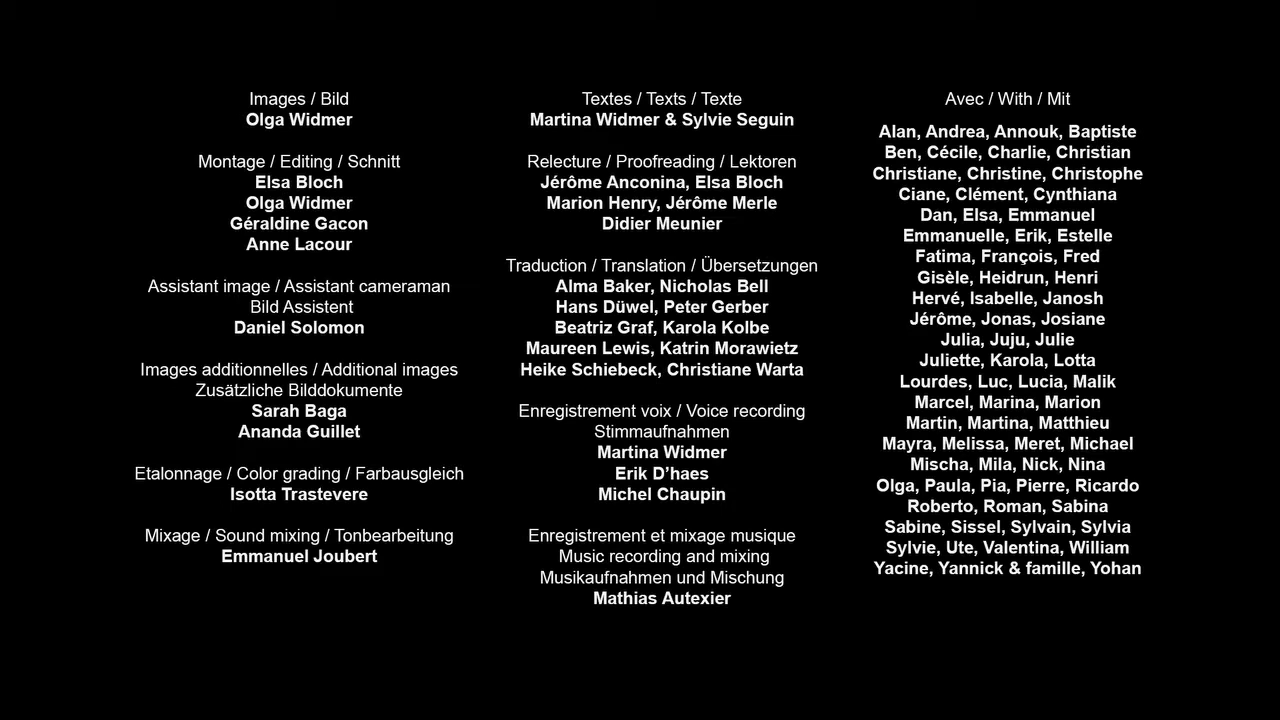 Images / Bild
Olga Widmer
Montage / Editing / Schnitt
Elsa Bloch
Olga Widmer
Géraldine Gacon
Anne Lacour
Assistant image / Assistant cameraman
Bild Assistent
Daniel Solomon
Images additionnelles / Additional images
Zusätzliche Bilddokumente
Sarah Baga
Ananda Guillet
Etalonnage / Color grading / Farbausgleich
Isotta Trastevere
Mixage / Sound mixing / Tonbearbeitung
Emmanuel Joubert
Textes / Texts / Texte
Martina Widmer & Sylvie Seguin
Relecture / Proofreading / Lektoren
Jérôme Anconina, Elsa Bloch
Marion Henry, Jérôme Merle
Didier Meunier
Traduction / Translation / Übersetzungen
Alma Baker, Nicholas Bell
Hans Düwel, Peter Gerber
Beatriz Graf, Karola Kolbe
Maureen Lewis, Katrin Morawietz
Heike Schiebeck, Christiane Warta
Enregistrement voix / Voice recording
Stimmaufnahmen
Martina Widmer
Erik D’haes
Michel Chaupin
Enregistrement et mixage musique
Music recording and mixing
Musikaufnahmen und Mischung
Mathias Autexier
Avec / With / Mit
Alan, Andrea, Annouk, Baptiste
Ben, Cécile, Charlie, Christian
Christiane, Christine, Christophe
Ciane, Clément, Cynthiana
Dan, Elsa, Emmanuel
Emmanuelle, Erik, Estelle
Fatima, François, Fred
Gisèle, Heidrun, Henri
Hervé, Isabelle, Janosh
Jérôme, Jonas, Josiane
Julia, Juju, Julie
Juliette, Karola, Lotta
Lourdes, Luc, Lucia, Malik
Marcel, Marina, Marion
Martin, Martina, Matthieu
Mayra, Melissa, Meret, Michael
Mischa, Mila, Nick, Nina
Olga, Paula, Pia, Pierre, Ricardo
Roberto, Roman, Sabina
Sabine, Sissel, Sylvain, Sylvia
Sylvie, Ute, Valentina, William
Yacine, Yannick & famille, Yohan